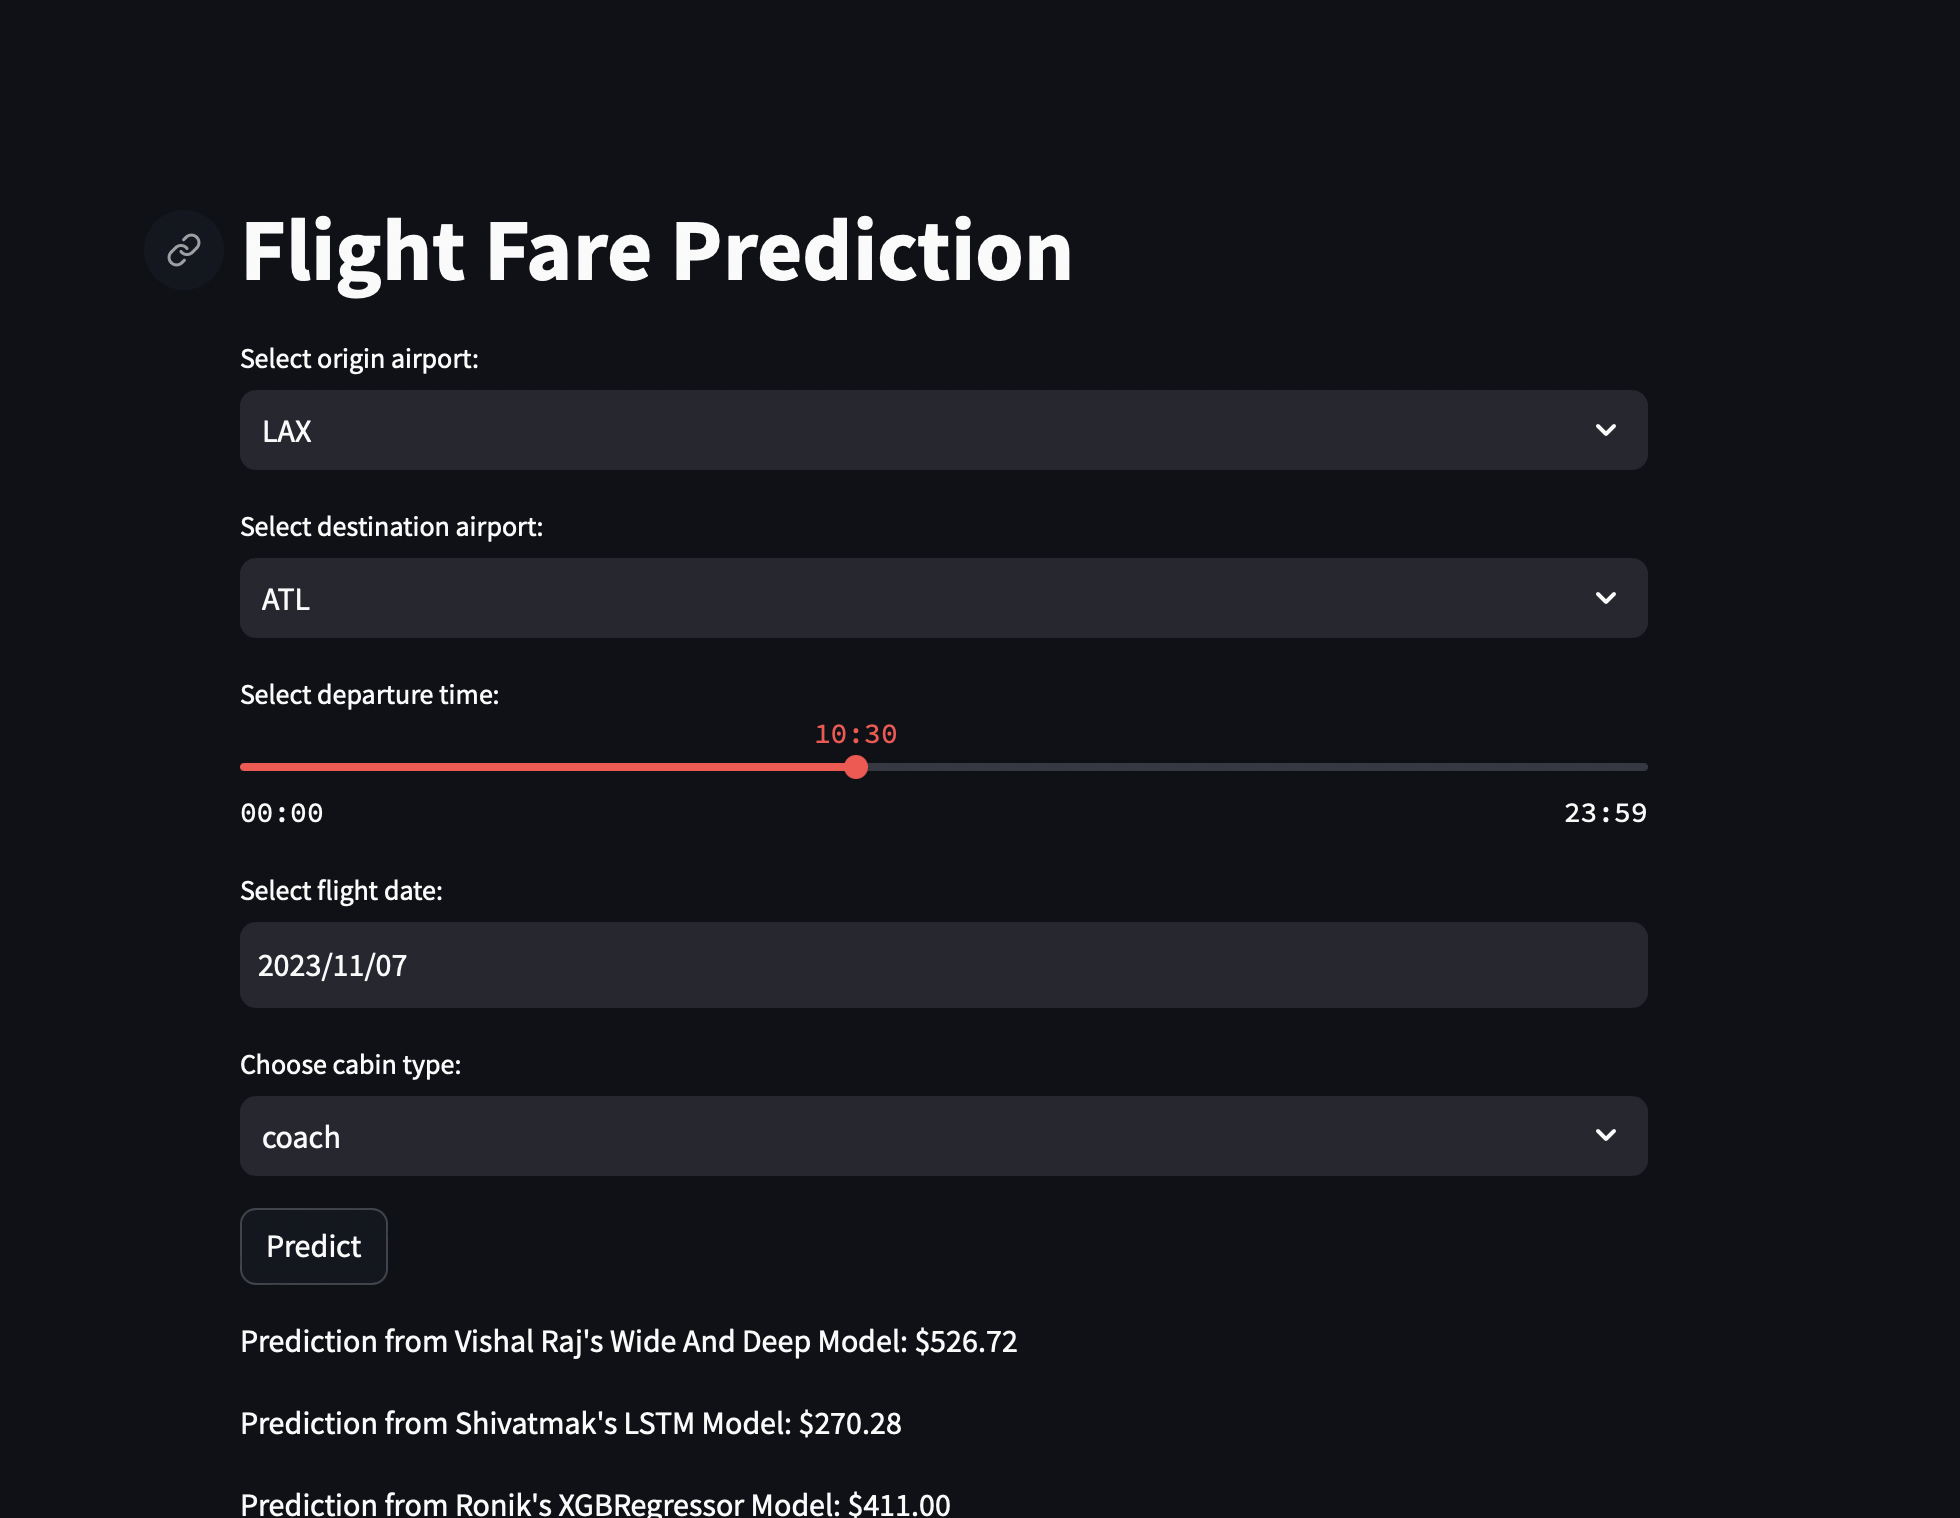 Flight Fare Prediction
Select origin airport:
LAX
Select destination airport:
ATL
Select departure time:
10:30
00:00 23:59
Select flight date:
2023/11/07
Choose cabin type:
coach
Predict
Prediction from Vishal Raj's Wide And Deep Model: $526.72
Prediction from Shivatmak's LSTM Model: $270.28
Prediction from Ronik's XGBRegressor Model: $411.00